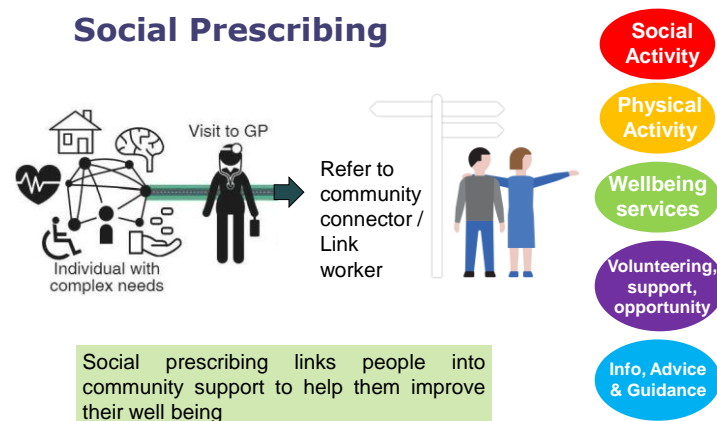 Social Prescribing
Visit to GP
Individual with
complex needs
Refer to
community
connector /
Link
worker
Social
Activity
Physical
Activity
Wellbeing
services
Volunteering,
support,
opportunity
Info, Advice
& Guidance
Social prescribing links people into
community support to help them improve
their well being